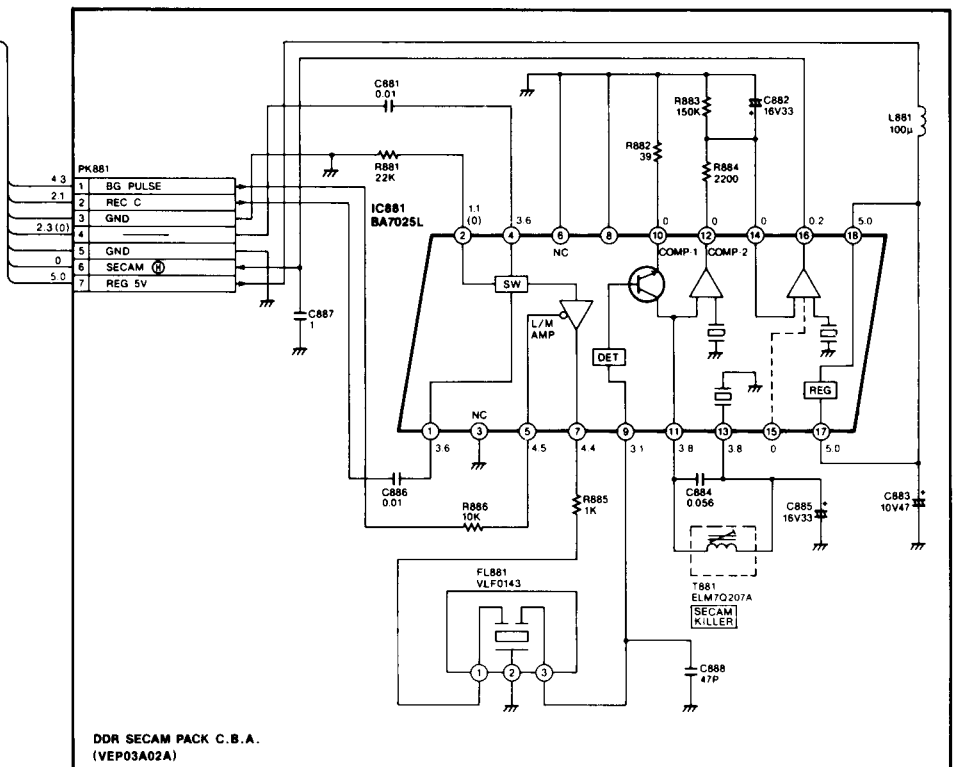 C881
0.01
R883
150K
C882
16V33
L881
100μ
R882
39
R884
2200
PK881
R881
22K
4.3 1 BG PULSE
2.1 2 REC C
3 GND
2.3(0) 4
5 GND
0 6 SECAM Ⓗ
5.0 7 REG 5V
IC881
BA7025L
1.1
(0)
3.6
0
0
0
0.2
5.0
2 4 6 8 10 12 14 16 18
NC
COMP-1
COMP-2
SW
L/M
AMP
DET
REG
C887
1
NC
1 3 5 7 9 11 13 15 17
3.6
4.5
4.4
3.1
3.8
3.8
0
5.0
C886
0.01
R886
10K
R885
1K
C884
0.056
C885
16V33
C883
10V47
T881
ELM7Q207A
SECAM
KILLER
FL881
VLF0143
1 2 3
C888
47P
DDR SECAM PACK C.B.A.
(VEP03A02A)